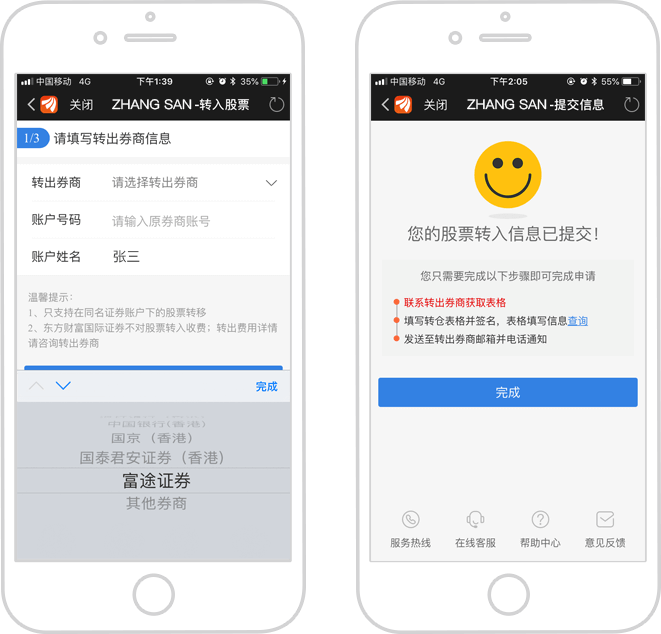 中国移动 4G 下午1:39 35%
关闭 ZHANG SAN -转入股票
1/3 请填写转出券商信息
转出券商 请选择转出券商
账户号码 请输入原券商账号
账户姓名 张三
温馨提示：
1、只支持在同名证券账户下的股票转移
2、东方财富国际证券不对股票转入收费；转出费用详情
请咨询转出券商
完成
中国银行(香港)
国京（香港）
国泰君安证券（香港）
富途证券
其他券商
中国移动 4G 下午2:05 55%
关闭 ZHANG SAN -提交信息
您的股票转入信息已提交！
您只需要完成以下步骤即可完成申请
联系转出券商获取表格
填写转仓表格并签名，表格填写信息查询
发送至转出券商邮箱并电话通知
完成
服务热线 在线客服 帮助中心 意见反馈